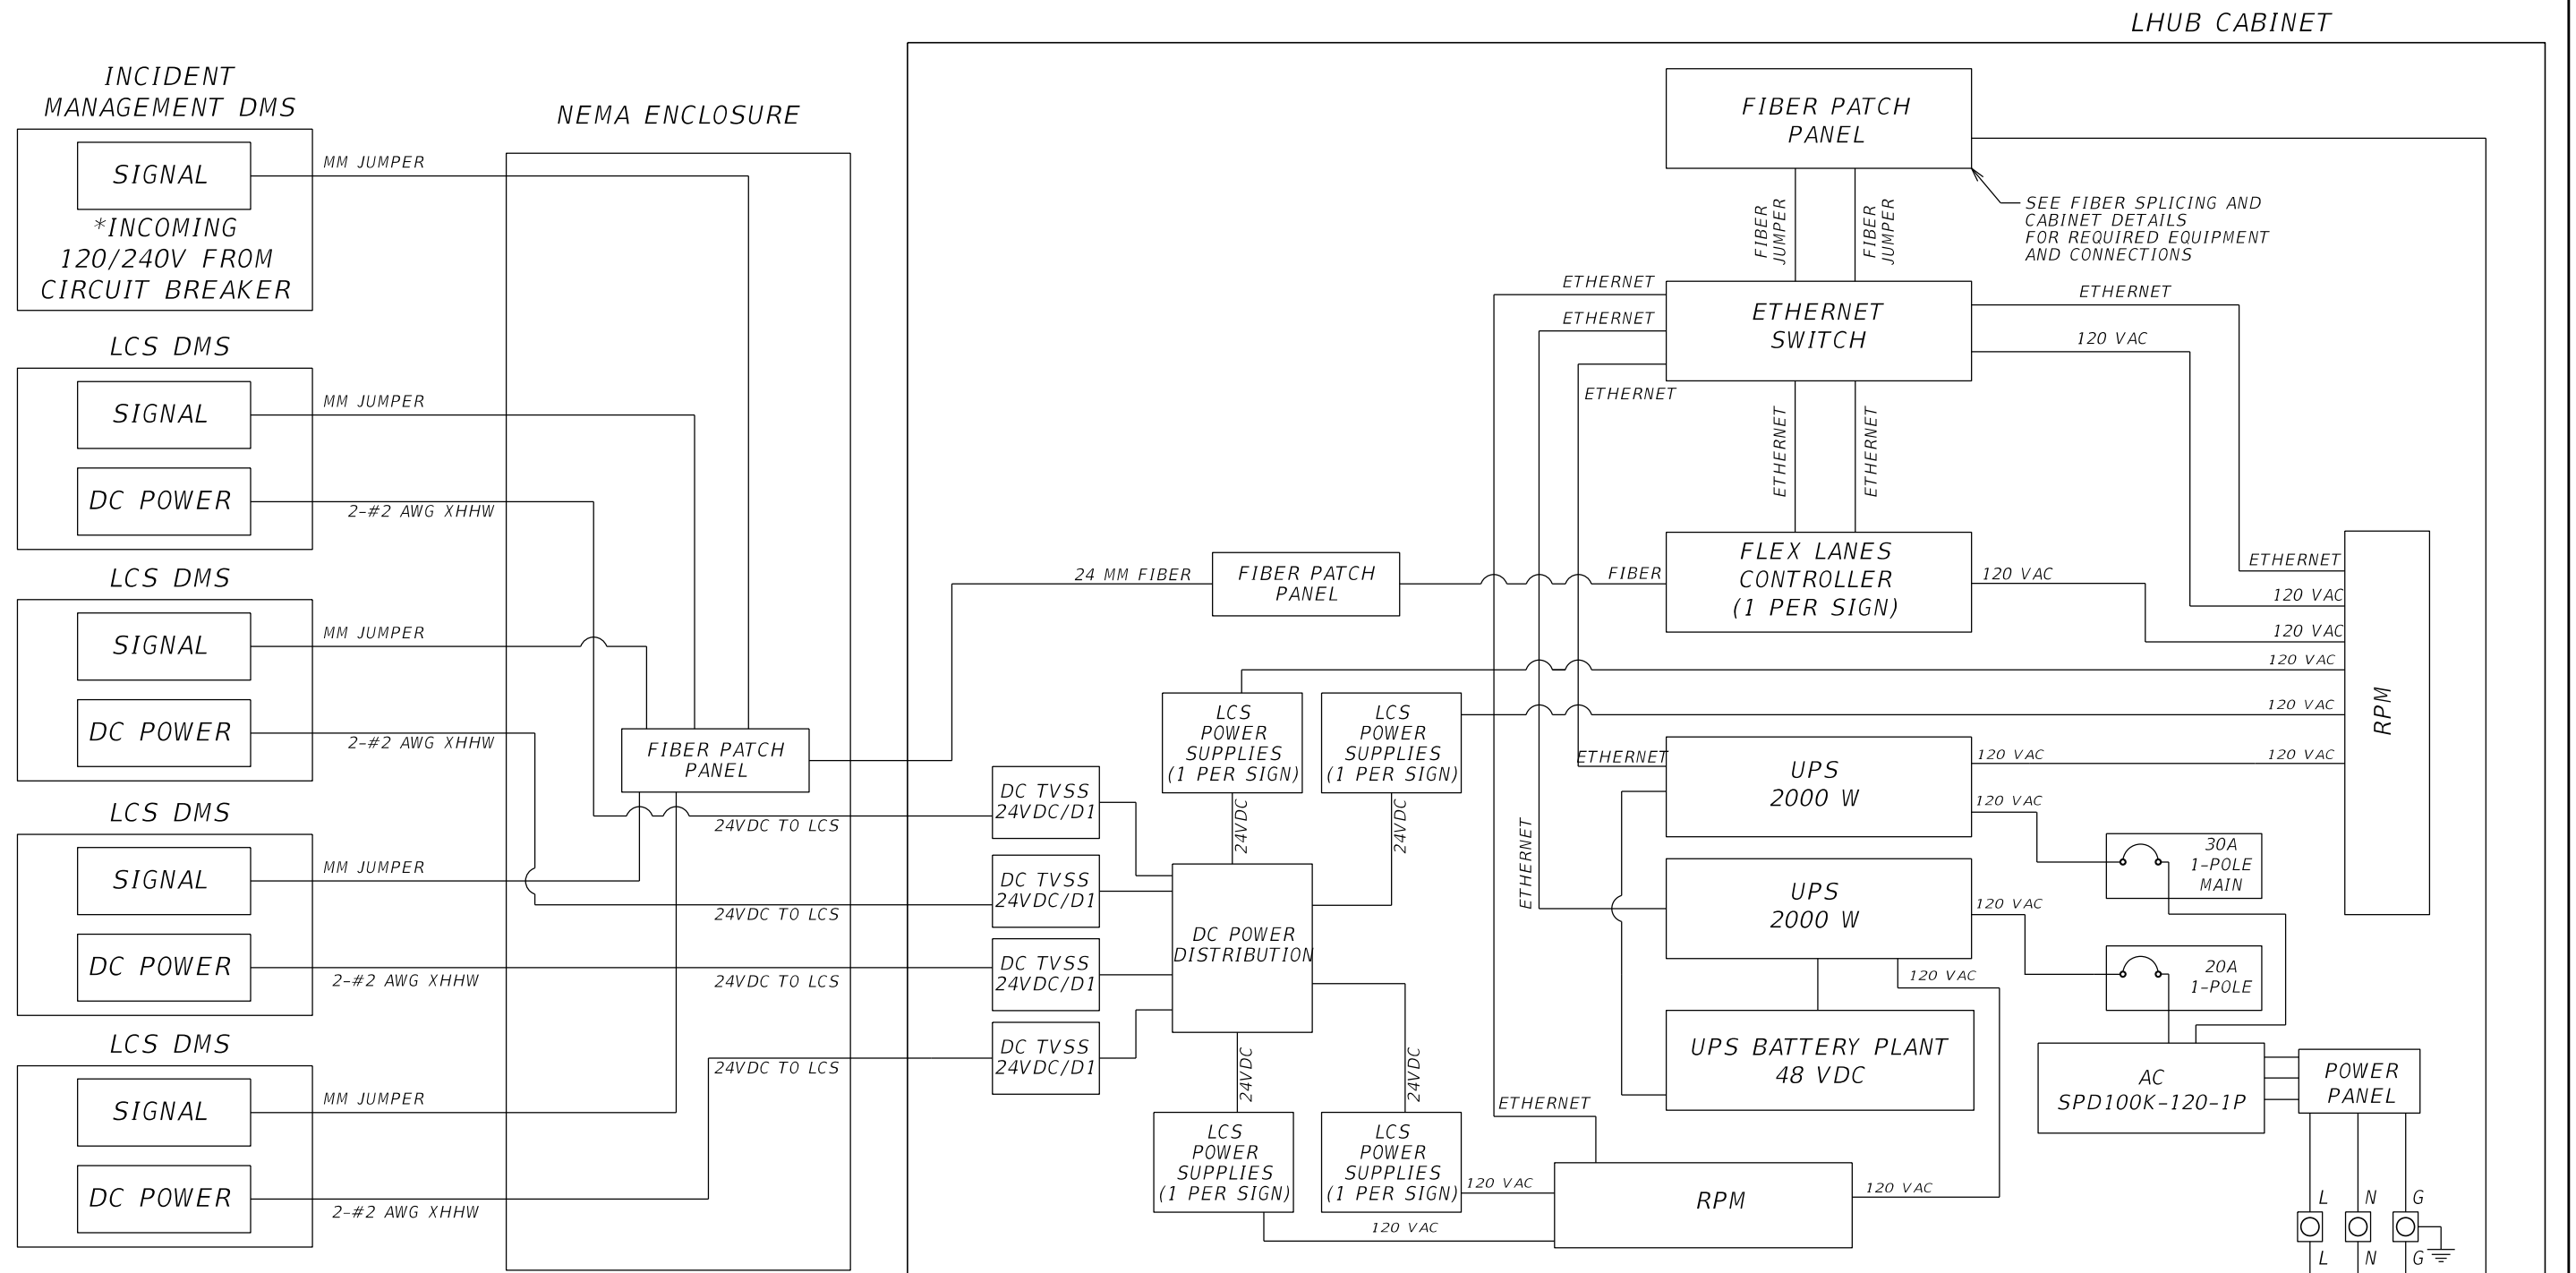 LHUB CABINET
INCIDENT
MANAGEMENT DMS
SIGNAL
*INCOMING
120/240V FROM
CIRCUIT BREAKER
MM JUMPER
NEMA ENCLOSURE
LCS DMS
SIGNAL
DC POWER
MM JUMPER
2-#2 AWG XHHW
LCS DMS
SIGNAL
DC POWER
MM JUMPER
2-#2 AWG XHHW
LCS DMS
SIGNAL
DC POWER
MM JUMPER
2-#2 AWG XHHW
LCS DMS
SIGNAL
DC POWER
MM JUMPER
2-#2 AWG XHHW
FIBER PATCH
PANEL
24VDC TO LCS
24VDC TO LCS
24VDC TO LCS
24VDC TO LCS
24 MM FIBER
FIBER PATCH
PANEL
FIBER
DC TVSS
24VDC/D1
DC TVSS
24VDC/D1
DC TVSS
24VDC/D1
DC TVSS
24VDC/D1
LCS
POWER
SUPPLIES
(1 PER SIGN)
LCS
POWER
SUPPLIES
(1 PER SIGN)
24VDC
24VDC
DC POWER
DISTRIBUTION
24VDC
24VDC
LCS
POWER
SUPPLIES
(1 PER SIGN)
LCS
POWER
SUPPLIES
(1 PER SIGN)
120 VAC
120 VAC
FIBER PATCH
PANEL
FIBER
JUMPER
FIBER
JUMPER
SEE FIBER SPLICING AND
CABINET DETAILS
FOR REQUIRED EQUIPMENT
AND CONNECTIONS
ETHERNET
ETHERNET
ETHERNET
ETHERNET
SWITCH
ETHERNET
120 VAC
ETHERNET
ETHERNET
FLEX LANES
CONTROLLER
(1 PER SIGN)
120 VAC
ETHERNET
120 VAC
120 VAC
120 VAC
120 VAC
120 VAC
RPM
ETHERNET
UPS
2000 W
120 VAC
120 VAC
ETHERNET
UPS
2000 W
120 VAC
120 VAC
30A
1-POLE
MAIN
20A
1-POLE
UPS BATTERY PLANT
48 VDC
ETHERNET
RPM
120 VAC
AC
SPD100K-120-1P
POWER
PANEL
L
N
G
L
N
G